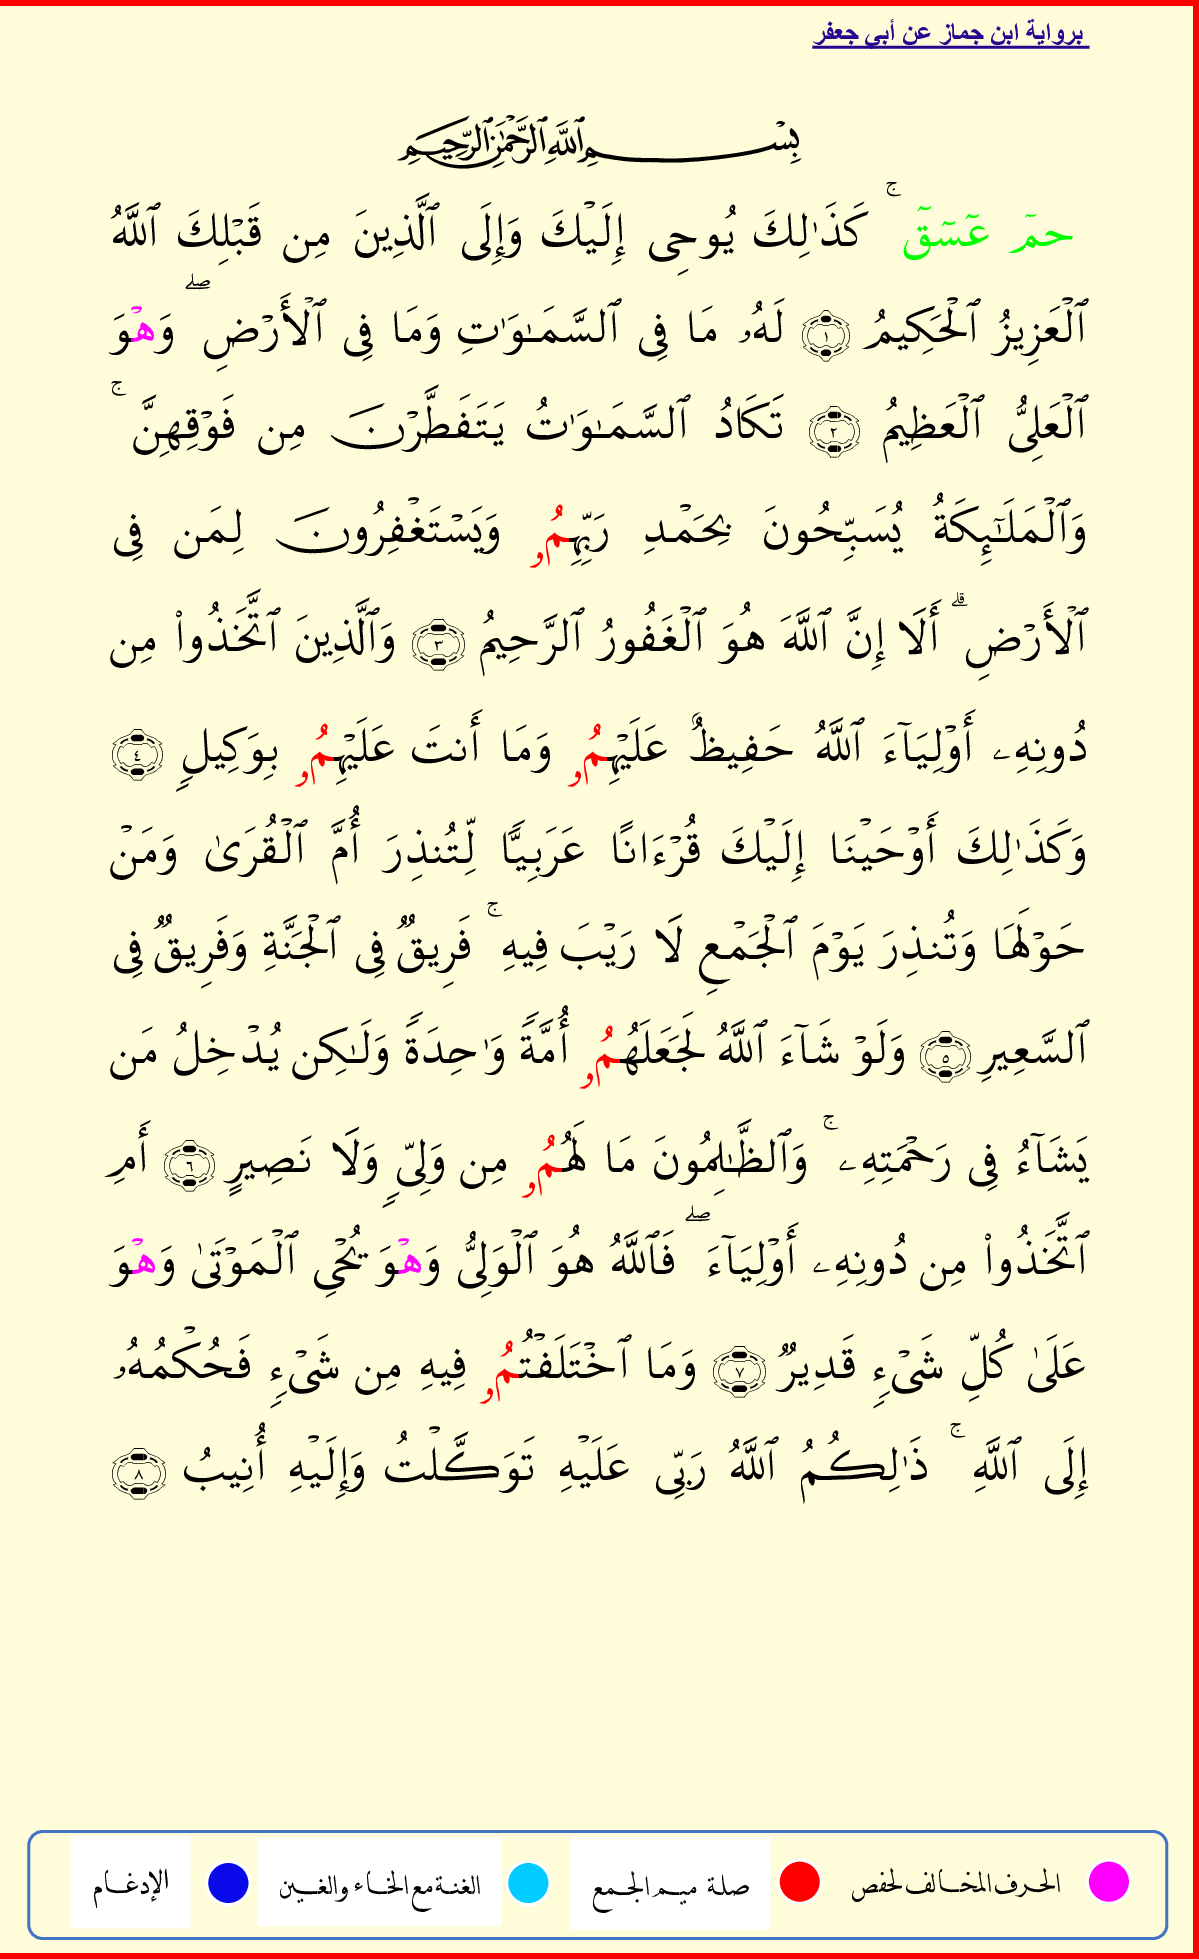 برواية ابن جماز عن أبي جعفر
بِسْمِ ٱللَّهِ ٱلرَّحْمَٰنِ ٱلرَّحِيمِ
حمٓ عٓسٓقٓ ۚ كَذَٰلِكَ يُوحِى إِلَيْكَ وَإِلَى ٱلَّذِينَ مِن قَبْلِكَ ٱللَّهُ
ٱلْعَزِيزُ ٱلْحَكِيمُ ١ لَهُۥ مَا فِى ٱلسَّمَـٰوَٰتِ وَمَا فِى ٱلْأَرْضِ ۖ وَهْوَ
ٱلْعَلِىُّ ٱلْعَظِيمُ ٢ تَكَادُ ٱلسَّمَـٰوَٰتُ يَتَفَطَّرْنَ مِن فَوْقِهِنَّ ۚ
وَٱلْمَلَـٰٓئِكَةُ يُسَبِّحُونَ بِحَمْدِ رَبِّهِمُۥ وَيَسْتَغْفِرُونَ لِمَن فِى
ٱلْأَرْضِ ۗ أَلَا إِنَّ ٱللَّهَ هُوَ ٱلْغَفُورُ ٱلرَّحِيمُ ٣ وَٱلَّذِينَ ٱتَّخَذُوا۟ مِن
دُونِهِۦ أَوْلِيَآءَ ٱللَّهُ حَفِيظٌ عَلَيْهِمُۥ وَمَا أَنتَ عَلَيْهِمُۥ بِوَكِيلٍ ٤
وَكَذَٰلِكَ أَوْحَيْنَا إِلَيْكَ قُرْءَانًا عَرَبِيًّا لِّتُنذِرَ أُمَّ ٱلْقُرَىٰ وَمَنْ
حَوْلَهَا وَتُنذِرَ يَوْمَ ٱلْجَمْعِ لَا رَيْبَ فِيهِ ۚ فَرِيقٌ فِى ٱلْجَنَّةِ وَفَرِيقٌ فِى
ٱلسَّعِيرِ ٥ وَلَوْ شَآءَ ٱللَّهُ لَجَعَلَهُمُۥ أُمَّةً وَٰحِدَةً وَلَـٰكِن يُدْخِلُ مَن
يَشَآءُ فِى رَحْمَتِهِۦ ۚ وَٱلظَّـٰلِمُونَ مَا لَهُمُۥ مِن وَلِىٍّ وَلَا نَصِيرٍ ٦ أَمِ
ٱتَّخَذُوا۟ مِن دُونِهِۦ أَوْلِيَآءَ ۖ فَٱللَّهُ هُوَ ٱلْوَلِىُّ وَهْوَ يُحْىِ ٱلْمَوْتَىٰ وَهْوَ
عَلَىٰ كُلِّ شَىْءٍ قَدِيرٌ ٧ وَمَا ٱخْتَلَفْتُمُۥ فِيهِ مِن شَىْءٍ فَحُكْمُهُۥ
إِلَى ٱللَّهِ ۚ ذَٰلِكُمُ ٱللَّهُ رَبِّى عَلَيْهِ تَوَكَّلْتُ وَإِلَيْهِ أُنِيبُ ٨
الحرف المخالف لحفص صلة ميم الجمع الغنة مع الخاء والغين الإدغام